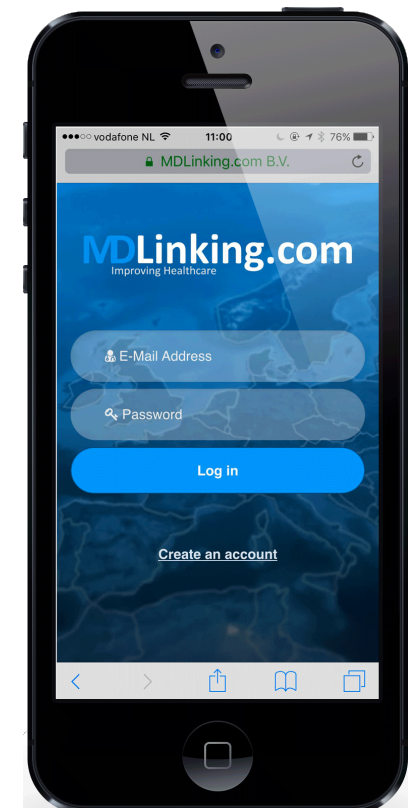 vodafone NL 11:00 76%
MDLinking.com B.V.
MDLinking.com
Improving Healthcare
E-Mail Address
Password
Log in
Create an account